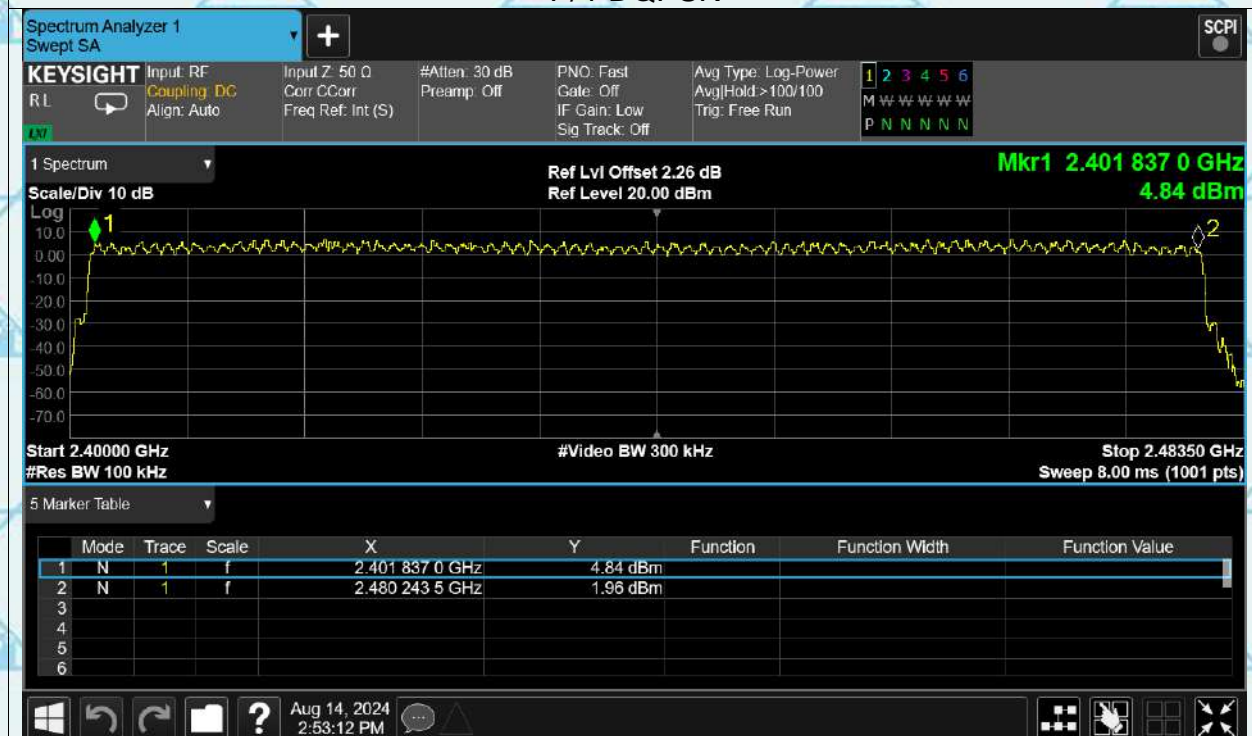 Spectrum Analyzer 1
Swept SA
+
SCPI
KEYSIGHT
RL
LXI
Input: RF
Coupling: DC
Align: Auto
Input Z: 50 Ω
Corr CCorr
Freq Ref: Int (S)
#Atten: 30 dB
Preamp: Off
PNO: Fast
Gate: Off
IF Gain: Low
Sig Track: Off
Avg Type: Log-Power
Avg|Hold:>100/100
Trig: Free Run
1 2 3 4 5 6
M W W W W W
P N N N N N
1 Spectrum
Scale/Div 10 dB
Ref Lvl Offset 2.26 dB
Ref Level 20.00 dBm
Mkr1 2.401 837 0 GHz
4.84 dBm
Log
10.0
0.00
-10.0
-20.0
-30.0
-40.0
-50.0
-60.0
-70.0
1
2
Start 2.40000 GHz
#Res BW 100 kHz
#Video BW 300 kHz
Stop 2.48350 GHz
Sweep 8.00 ms (1001 pts)
5 Marker Table
Mode Trace Scale X Y Function Function Width Function Value
1 N 1 f 2.401 837 0 GHz 4.84 dBm
2 N 1 f 2.480 243 5 GHz 1.96 dBm
3
4
5
6
?
Aug 14, 2024
2:53:12 PM